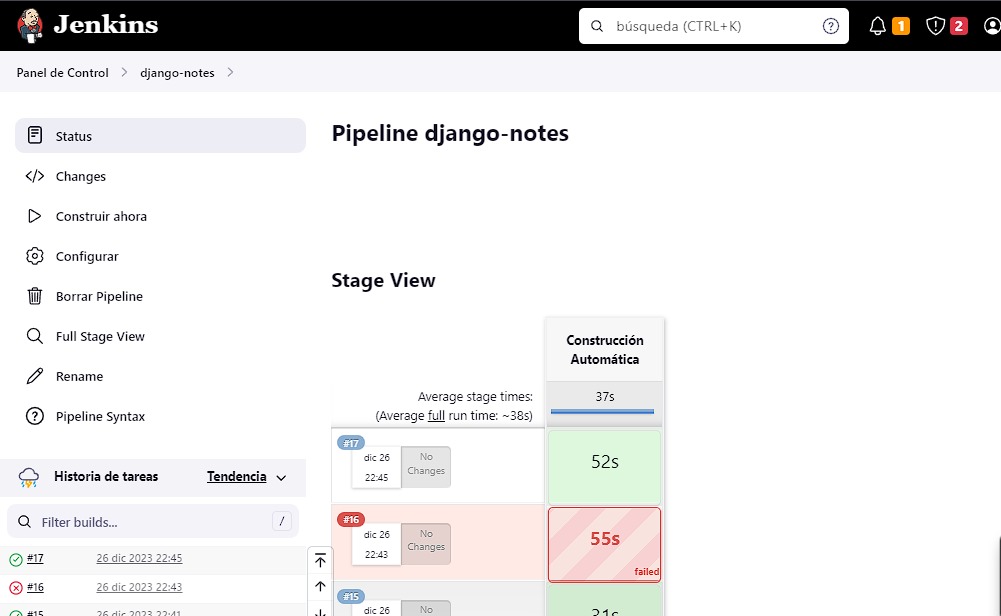 Jenkins
búsqueda (CTRL+K)
1
2
Panel de Control
django-notes
Status
Changes
Construir ahora
Configurar
Borrar Pipeline
Full Stage View
Rename
Pipeline Syntax
Historia de tareas
Tendencia
Filter builds...
/
#17
26 dic 2023 22:45
#16
26 dic 2023 22:43
#15
26 dic 2023 22:41
Pipeline django-notes
Stage View
Construcción
Automática
Average stage times:
(Average full run time: ~38s)
37s
#17
dic 26
22:45
No
Changes
52s
#16
dic 26
22:43
No
Changes
55s
failed
#15
dic 26
No
31s